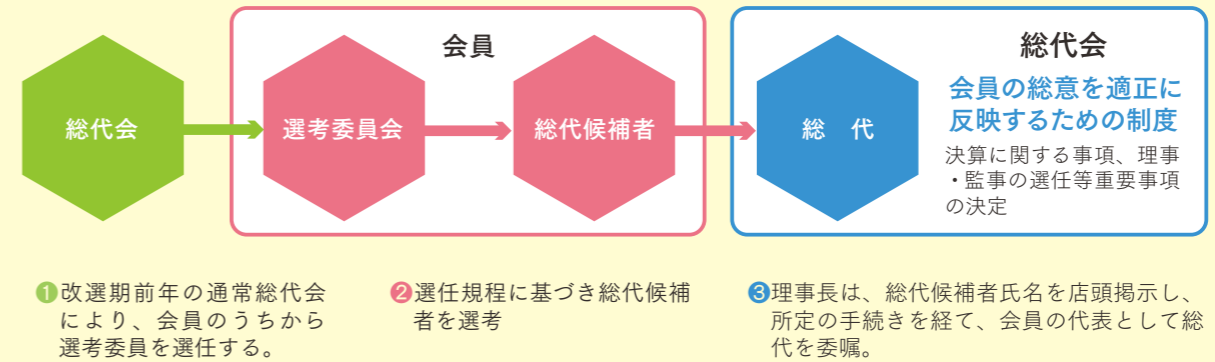 会員
総代会
総代会
選考委員会
総代候補者
総　代
会員の総意を適正に
反映するための制度
決算に関する事項、理事
・監事の選任等重要事項
の決定
❶改選期前年の通常総代会
により、会員のうちから
選考委員を選任する。
❷選任規程に基づき総代候補
者を選考
❸理事長は、総代候補者氏名を店頭掲示し、
所定の手続きを経て、会員の代表として総
代を委嘱。